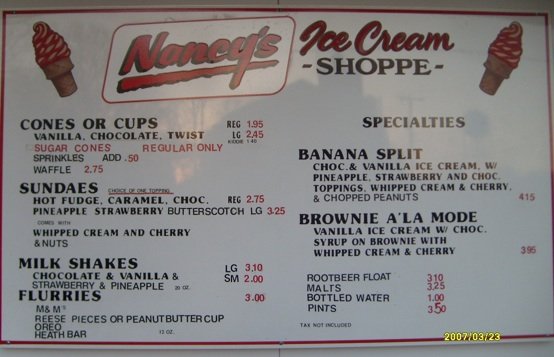 Nancy's Ice Cream
-SHOPPE-
CONES OR CUPS REG 1.95
VANILLA, CHOCOLATE, TWIST LG 2.45
SUGAR CONES REGULAR ONLY KIDDIE 1.40
SPRINKLES ADD .50
WAFFLE 2.75
SUNDAES CHOICE OF ONE TOPPING
HOT FUDGE, CARAMEL, CHOC, REG 2.75
PINEAPPLE STRAWBERRY BUTTERSCOTCH LG 3.25
COMES WITH
WHIPPED CREAM AND CHERRY
& NUTS
MILK SHAKES LG 3.10
CHOCOLATE & VANILLA & SM 2.00
STRAWBERRY & PINEAPPLE 20 OZ.
FLURRIES 3.00
M& M'S
REESE PIECES OR PEANUT BUTTER CUP
OREO
HEATH BAR 12 OZ.
SPECIALTIES
BANANA SPLIT
CHOC.& VANILLA ICE CREAM, W/
PINEAPPLE, STRAWBERRY AND CHOC.
TOPPINGS, WHIPPED CREAM & CHERRY,
& CHOPPED PEANUTS 4.15
BROWNIE A'LA MODE
VANILLA ICE CREAM W/ CHOC.
SYRUP ON BROWNIE WITH
WHIPPED CREAM & CHERRY 3.95
ROOTBEER FLOAT 3.10
MALTS 3.25
BOTTLED WATER 1.00
PINTS 3.50
TAX NOT INCLUDED
2007/03/23